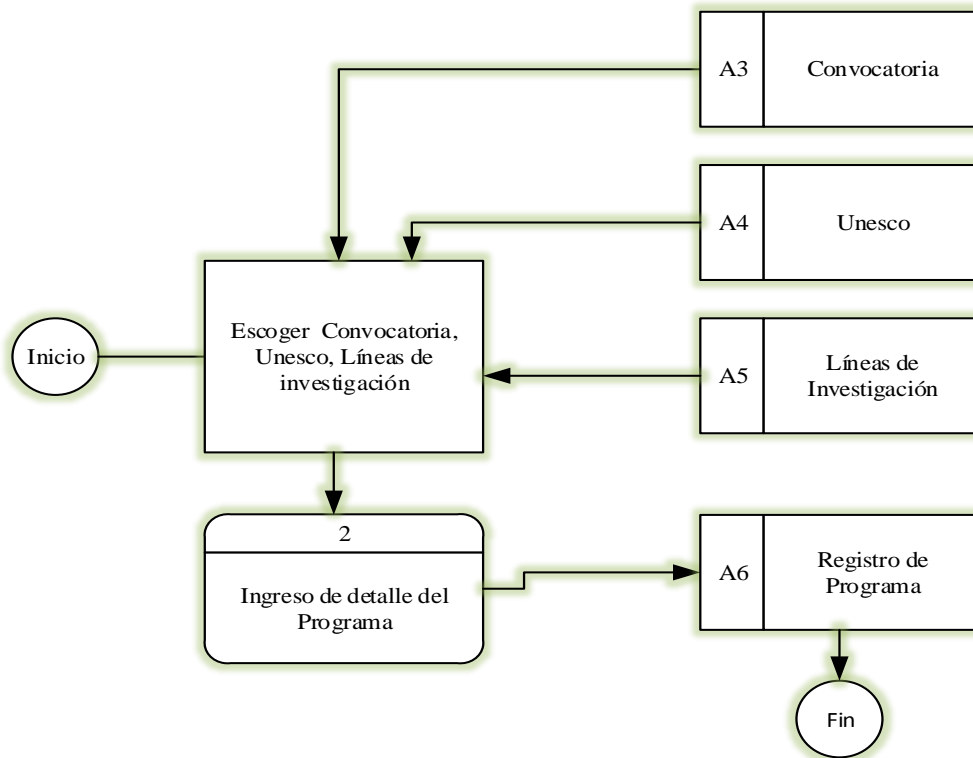 A3
Convocatoria
A4
Unesco
Inicio
Escoger Convocatoria,
Unesco, Líneas de
investigación
A5
Líneas de
Investigación
2
Ingreso de detalle del
Programa
A6
Registro de
Programa
Fin